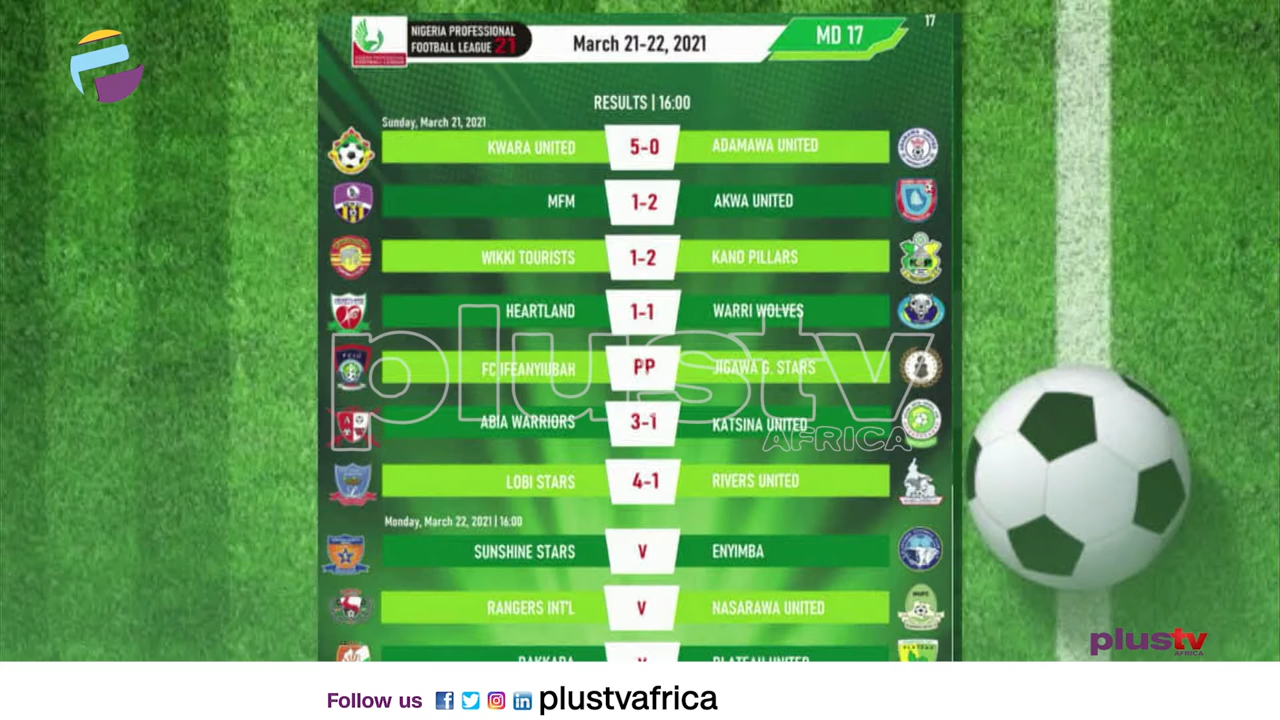 NIGERIA PROFESSIONAL
FOOTBALL LEAGUE 21
March 21-22, 2021
MD 17
17
RESULTS | 16:00
Sunday, March 21, 2021
KWARA UNITED 5-0 ADAMAWA UNITED
MFM 1-2 AKWA UNITED
WIKKI TOURISTS 1-2 KANO PILLARS
HEARTLAND 1-1 WARRI WOLVES
FC IFEANYIUBAH PP JIGAWA G. STARS
ABIA WARRIORS 3-1 KATSINA UNITED
LOBI STARS 4-1 RIVERS UNITED
Monday, March 22, 2021 | 16:00
SUNSHINE STARS V ENYIMBA
RANGERS INT'L V NASARAWA UNITED
V PLATEAU UNITED
plustv
AFRICA
plustv
AFRICA
Follow us plustvafrica